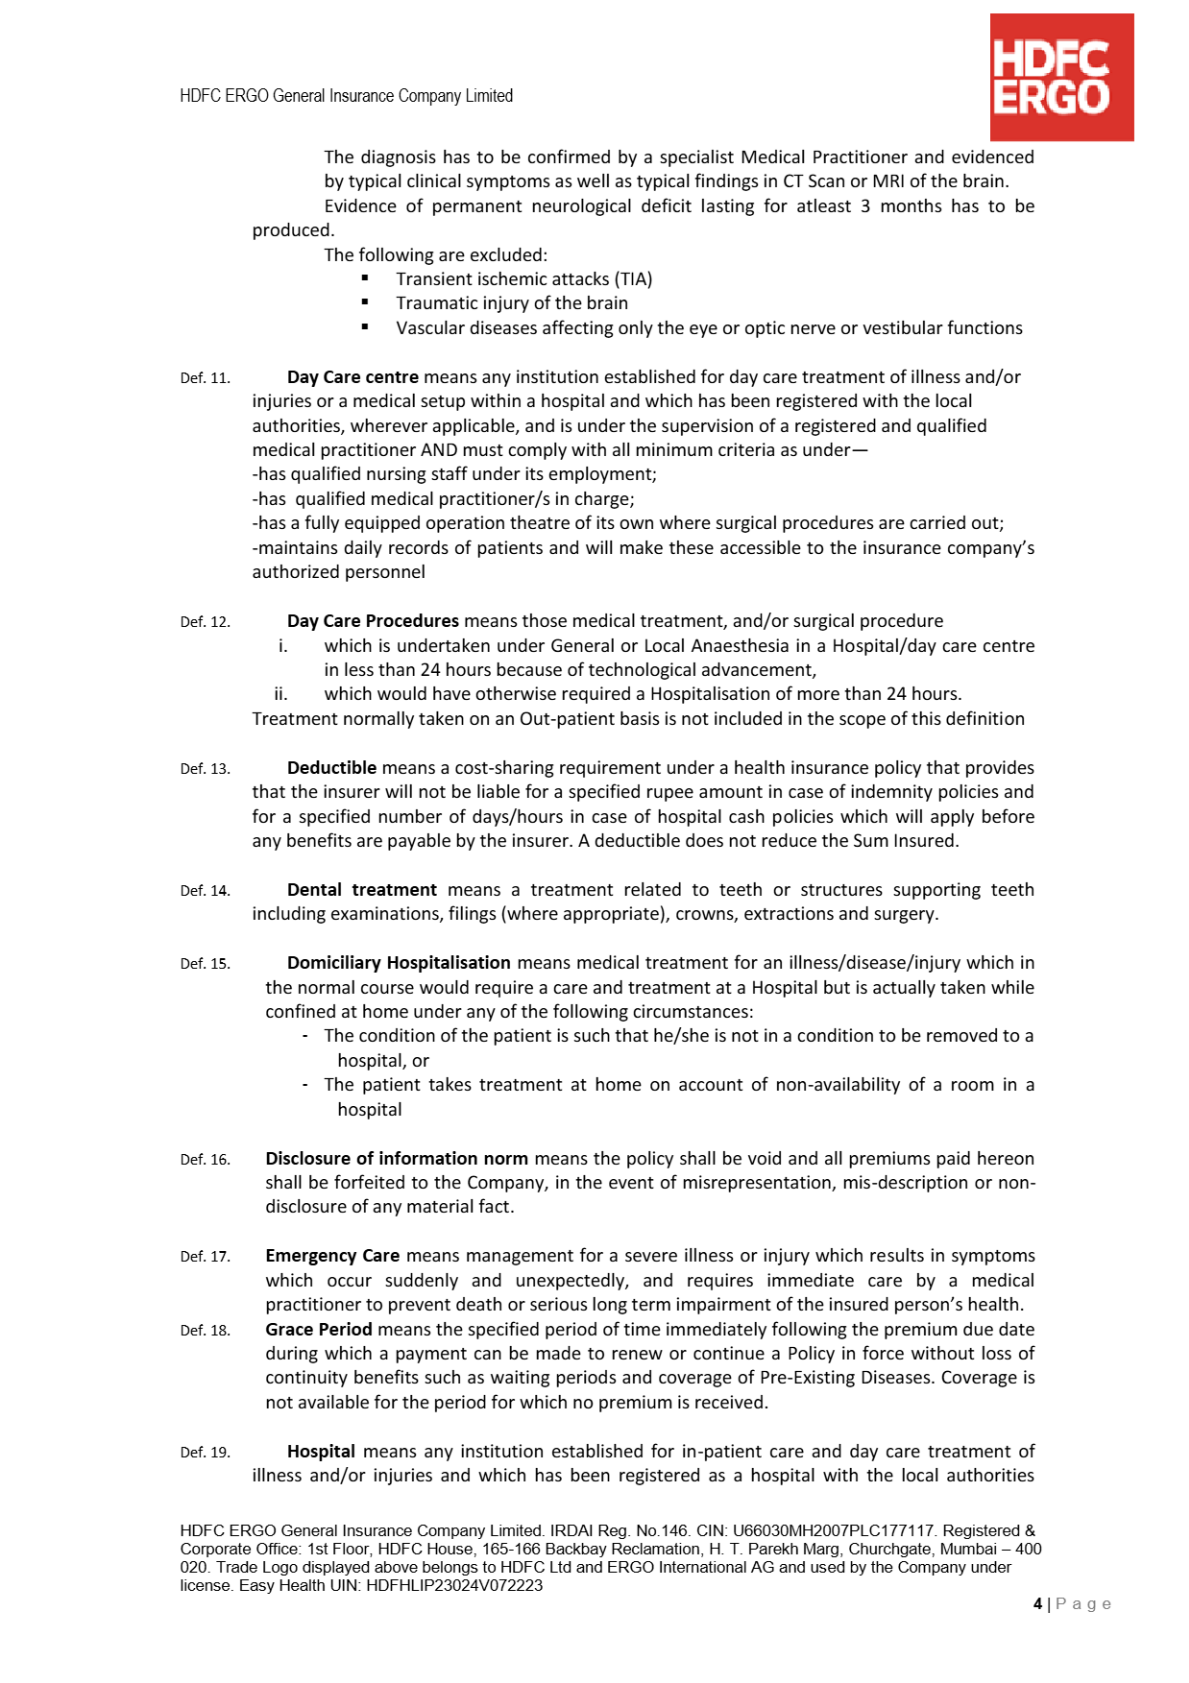 HDFC
ERGO
HDFC ERGO General Insurance Company Limited
The diagnosis has to be confirmed by a specialist Medical Practitioner and evidenced
by typical clinical symptoms as well as typical findings in CT Scan or MRI of the brain.
Evidence of permanent neurological deficit lasting for atleast 3 months has to be
produced.
The following are excluded:
▪ Transient ischemic attacks (TIA)
▪ Traumatic injury of the brain
▪ Vascular diseases affecting only the eye or optic nerve or vestibular functions
Def. 11. Day Care centre means any institution established for day care treatment of illness and/or
injuries or a medical setup within a hospital and which has been registered with the local
authorities, wherever applicable, and is under the supervision of a registered and qualified
medical practitioner AND must comply with all minimum criteria as under—
-has qualified nursing staff under its employment;
-has qualified medical practitioner/s in charge;
-has a fully equipped operation theatre of its own where surgical procedures are carried out;
-maintains daily records of patients and will make these accessible to the insurance company’s
authorized personnel
Def. 12. Day Care Procedures means those medical treatment, and/or surgical procedure
i. which is undertaken under General or Local Anaesthesia in a Hospital/day care centre
in less than 24 hours because of technological advancement,
ii. which would have otherwise required a Hospitalisation of more than 24 hours.
Treatment normally taken on an Out-patient basis is not included in the scope of this definition
Def. 13. Deductible means a cost-sharing requirement under a health insurance policy that provides
that the insurer will not be liable for a specified rupee amount in case of indemnity policies and
for a specified number of days/hours in case of hospital cash policies which will apply before
any benefits are payable by the insurer. A deductible does not reduce the Sum Insured.
Def. 14. Dental treatment means a treatment related to teeth or structures supporting teeth
including examinations, filings (where appropriate), crowns, extractions and surgery.
Def. 15. Domiciliary Hospitalisation means medical treatment for an illness/disease/injury which in
the normal course would require a care and treatment at a Hospital but is actually taken while
confined at home under any of the following circumstances:
- The condition of the patient is such that he/she is not in a condition to be removed to a
hospital, or
- The patient takes treatment at home on account of non-availability of a room in a
hospital
Def. 16. Disclosure of information norm means the policy shall be void and all premiums paid hereon
shall be forfeited to the Company, in the event of misrepresentation, mis-description or non-
disclosure of any material fact.
Def. 17. Emergency Care means management for a severe illness or injury which results in symptoms
which occur suddenly and unexpectedly, and requires immediate care by a medical
practitioner to prevent death or serious long term impairment of the insured person’s health.
Def. 18. Grace Period means the specified period of time immediately following the premium due date
during which a payment can be made to renew or continue a Policy in force without loss of
continuity benefits such as waiting periods and coverage of Pre-Existing Diseases. Coverage is
not available for the period for which no premium is received.
Def. 19. Hospital means any institution established for in-patient care and day care treatment of
illness and/or injuries and which has been registered as a hospital with the local authorities
HDFC ERGO General Insurance Company Limited. IRDAI Reg. No.146. CIN: U66030MH2007PLC177117. Registered &
Corporate Office: 1st Floor, HDFC House, 165-166 Backbay Reclamation, H. T. Parekh Marg, Churchgate, Mumbai – 400
020. Trade Logo displayed above belongs to HDFC Ltd and ERGO International AG and used by the Company under
license. Easy Health UIN: HDFHLIP23024V072223
4 | Page